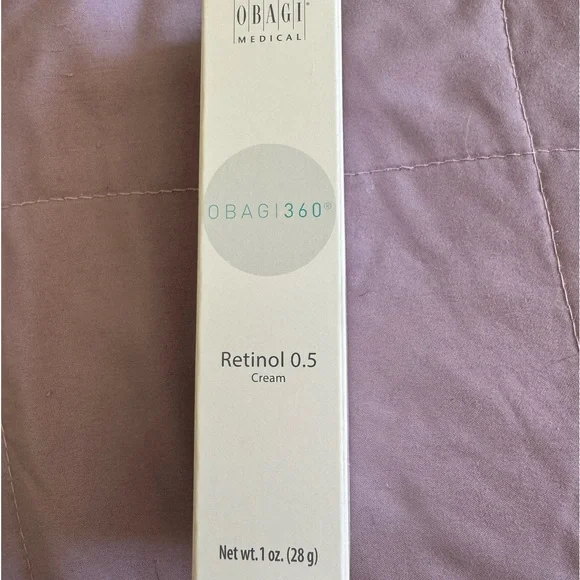 OBAGI®
MEDICAL
OBAGI360®
Retinol 0.5
Cream
Net wt. 1 oz. (28 g)